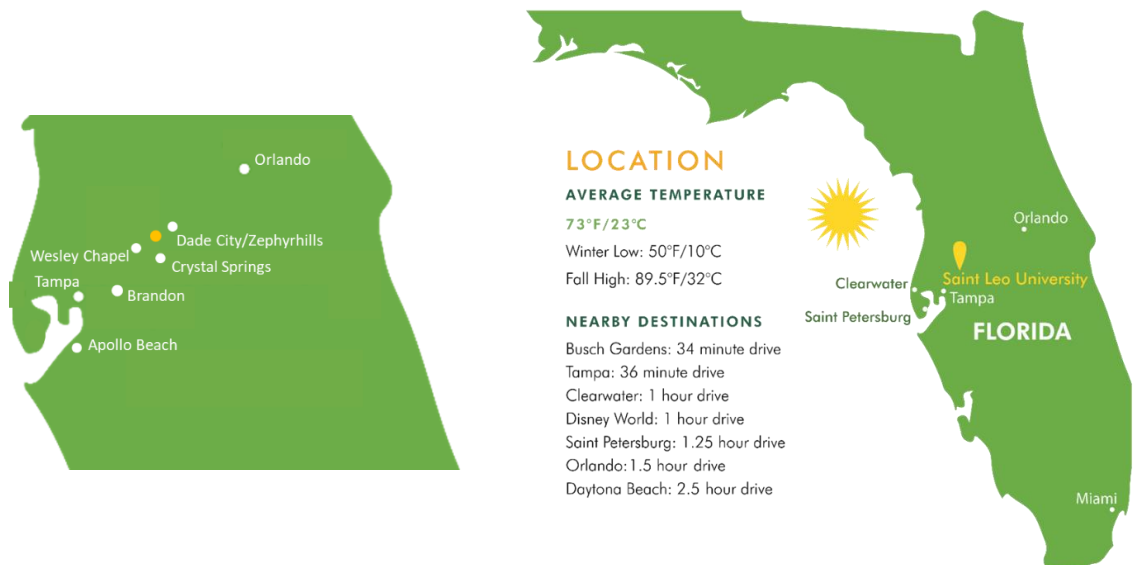 Orlando
Dade City/Zephyrhills
Wesley Chapel
Crystal Springs
Tampa
Brandon
Apollo Beach
LOCATION
AVERAGE TEMPERATURE
73°F/23°C
Winter Low: 50°F/10°C
Fall High: 89.5°F/32°C
NEARBY DESTINATIONS
Busch Gardens: 34 minute drive
Tampa: 36 minute drive
Clearwater: 1 hour drive
Disney World: 1 hour drive
Saint Petersburg: 1.25 hour drive
Orlando: 1.5 hour drive
Daytona Beach: 2.5 hour drive
Orlando
Saint Leo University
Clearwater
Tampa
Saint Petersburg
FLORIDA
Miami